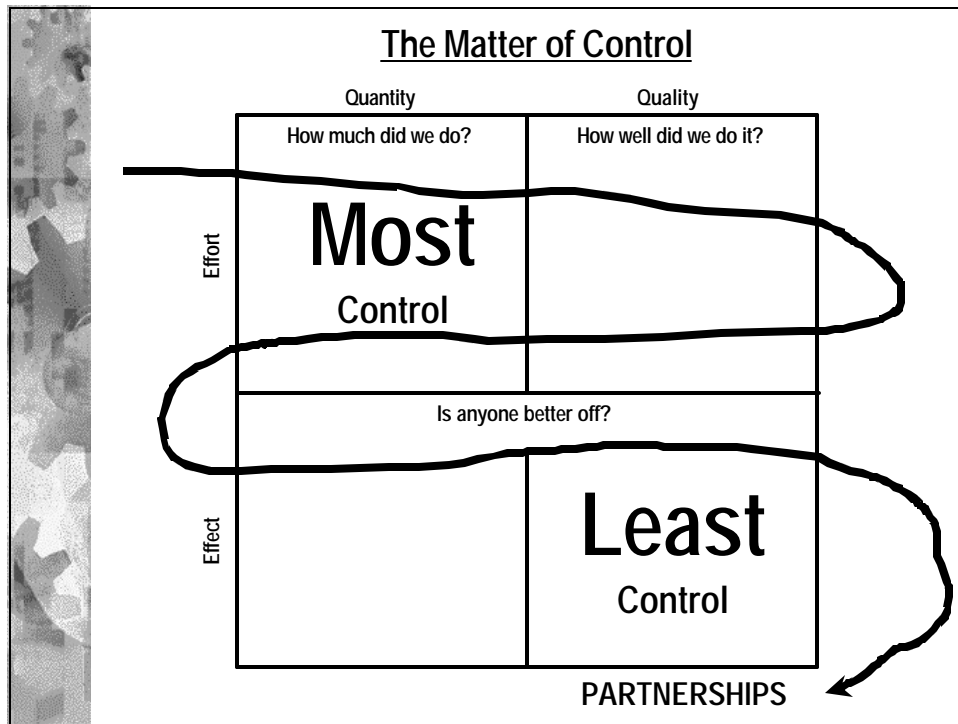 The Matter of Control
Quantity
Quality
How much did we do?
How well did we do it?
Effort
Most
Control
Is anyone better off?
Effect
Least
Control
PARTNERSHIPS